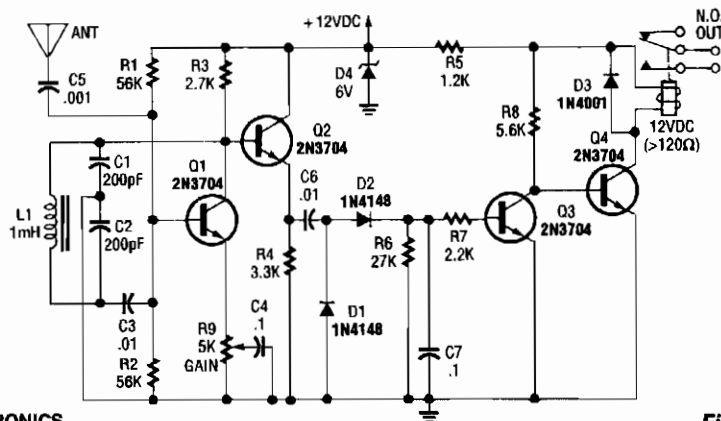 ANT
+12VDC
N.O.
OUT
C5
.001
R1
56K
R3
2.7K
D4
6V
R5
1.2K
R8
5.6K
D3
1N4001
12VDC
(>120Ω)
Q2
2N3704
Q4
2N3704
C1
200pF
Q1
2N3704
C6
.01
D2
1N4148
L1
1mH
C2
200pF
R4
3.3K
R6
27K
R7
2.2K
Q3
2N3704
C3
.01
R9
5K
GAIN
C4
.1
D1
1N4148
C7
.1
R2
56K
RONICS
Fi